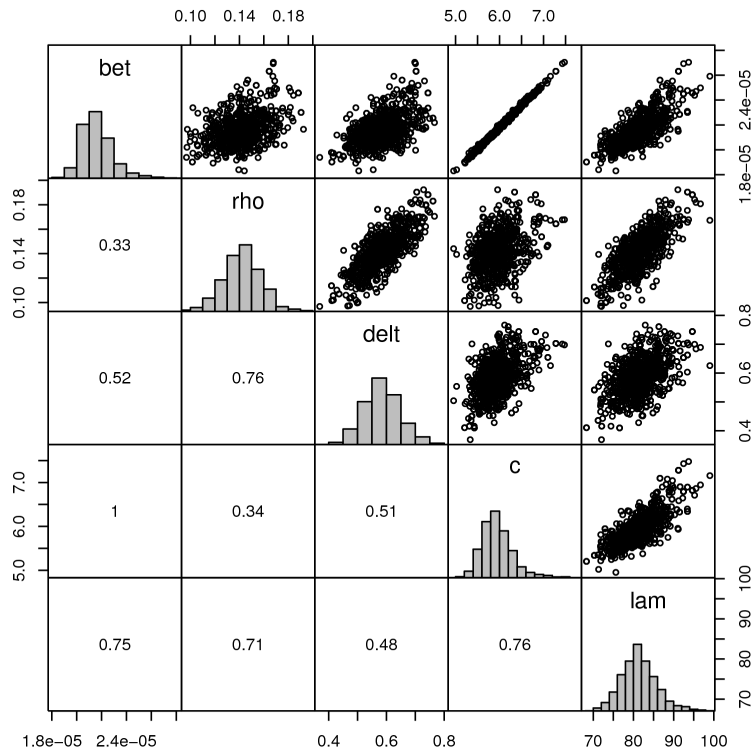 0.10 0.14 0.18 5.0 6.0 7.0
bet
1.8e−05 2.4e−05
0.10 0.14 0.18
0.33
rho
0.52
0.76
delt
0.4 0.6 0.8
5.0 6.0 7.0
1
0.34
0.51
c
0.75
0.71
0.48
0.76
lam
70 80 90 100
1.8e−05 2.4e−05 0.4 0.6 0.8 70 80 90 100